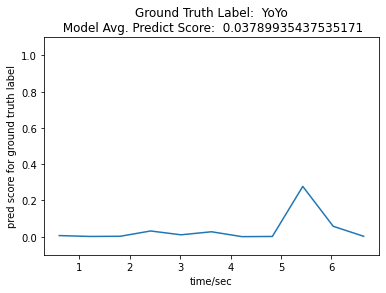 Ground Truth Label:  YoYo
Model Avg. Predict Score:  0.03789935437535171
pred score for ground truth label
1.0
0.8
0.6
0.4
0.2
0.0
1 2 3 4 5 6
time/sec